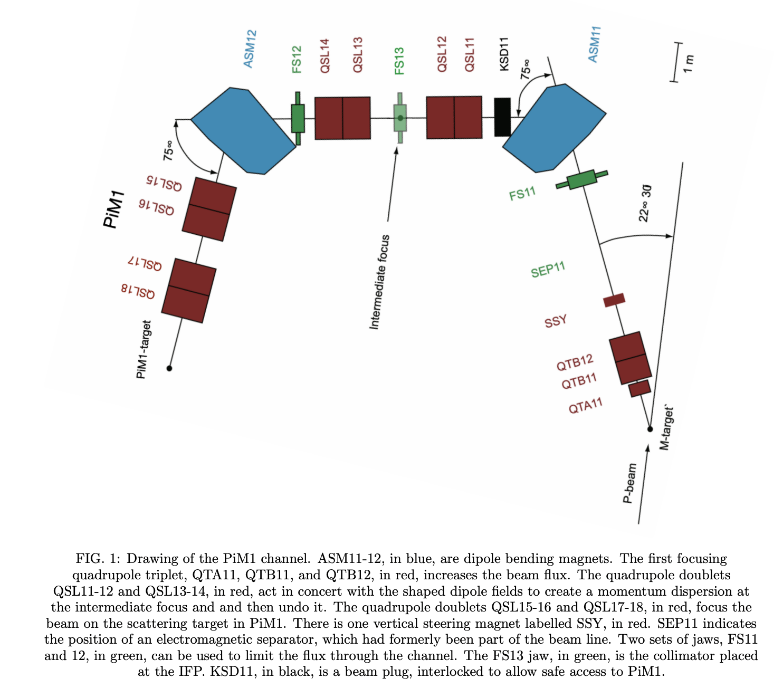 ASM12
FS12
QSL14
QSL13
FS13
QSL12
QSL11
KSD11
ASM11
1 m
75∞
75∞
QSL15
QSL16
PiM1
QSL17
QSL18
PiM1-target
Intermediate focus
FS11
22∞ 30
SEP11
SSY
QTB12
QTB11
QTA11
M-target'
P-beam
FIG. 1: Drawing of the PiM1 channel. ASM11-12, in blue, are dipole bending magnets. The first focusing
quadrupole triplet, QTA11, QTB11, and QTB12, in red, increases the beam flux. The quadrupole doublets
QSL11-12 and QSL13-14, in red, act in concert with the shaped dipole fields to create a momentum dispersion at
the intermediate focus and and then undo it. The quadrupole doublets QSL15-16 and QSL17-18, in red, focus the
beam on the scattering target in PiM1. There is one vertical steering magnet labelled SSY, in red. SEP11 indicates
the position of an electromagnetic separator, which had formerly been part of the beam line. Two sets of jaws, FS11
and 12, in green, can be used to limit the flux through the channel. The FS13 jaw, in green, is the collimator placed
at the IFP. KSD11, in black, is a beam plug, interlocked to allow safe access to PiM1.